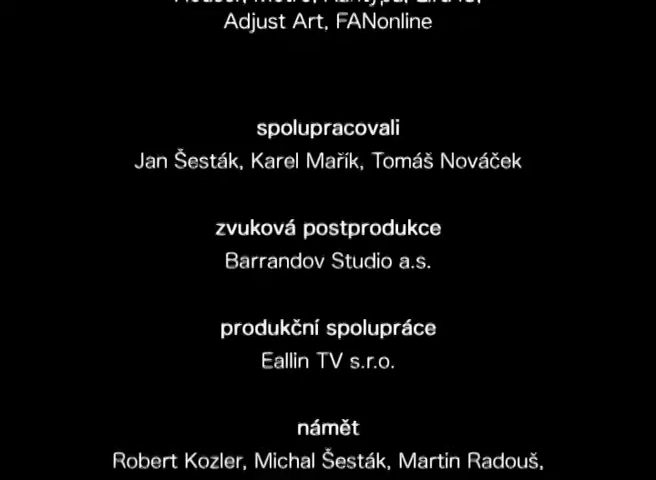 Adjust Art, FANonline
spolupracovali
Jan Šesták, Karel Mařík, Tomáš Nováček
zvuková postprodukce
Barrandov Studio a.s.
produkční spolupráce
Eallin TV s.r.o.
námět
Robert Kozler, Michal Šesták, Martin Radouš,